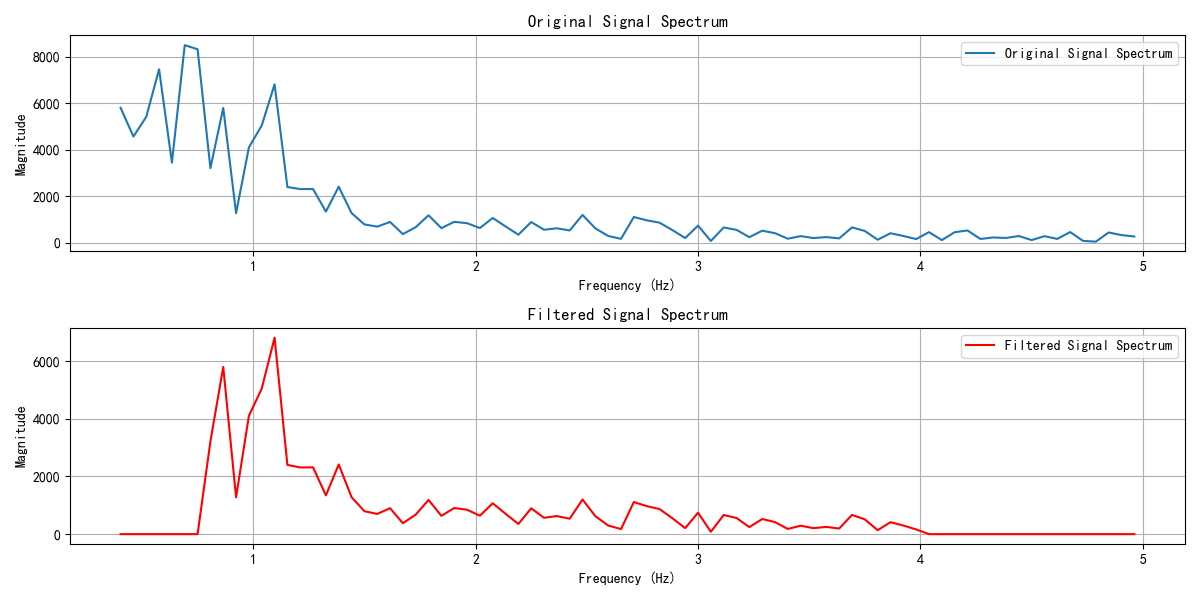 Original Signal Spectrum
Original Signal Spectrum
Magnitude
8000
6000
4000
2000
0
1 2 3 4 5
Frequency (Hz)
Filtered Signal Spectrum
Filtered Signal Spectrum
Magnitude
6000
4000
2000
0
1 2 3 4 5
Frequency (Hz)